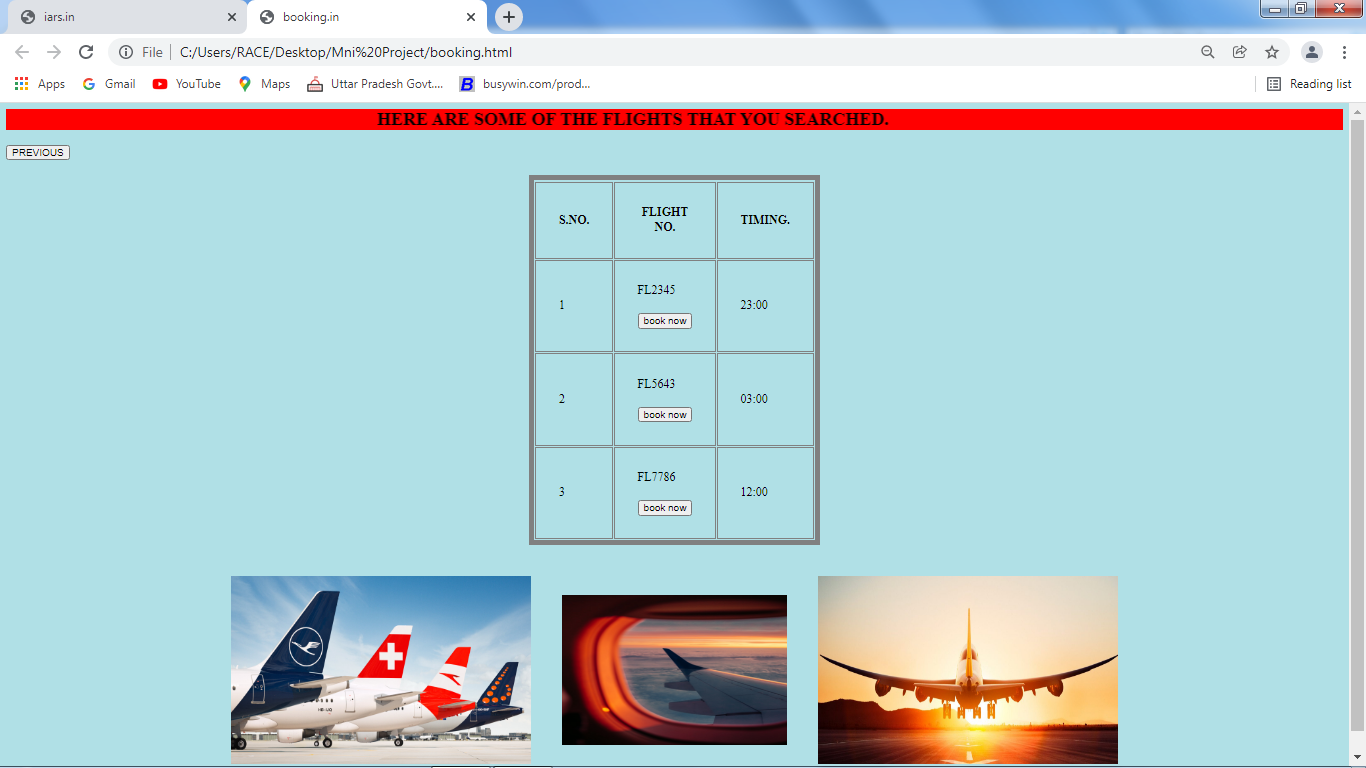 iars.in
booking.in
File
C:/Users/RACE/Desktop/Mni%20Project/booking.html
Apps
Gmail
YouTube
Maps
Uttar Pradesh Govt....
busywin.com/prod...
Reading list
HERE ARE SOME OF THE FLIGHTS THAT YOU SEARCHED.
PREVIOUS
S.NO.
FLIGHT
NO.
TIMING.
1
FL2345
book now
23:00
2
FL5643
book now
03:00
3
FL7786
book now
12:00